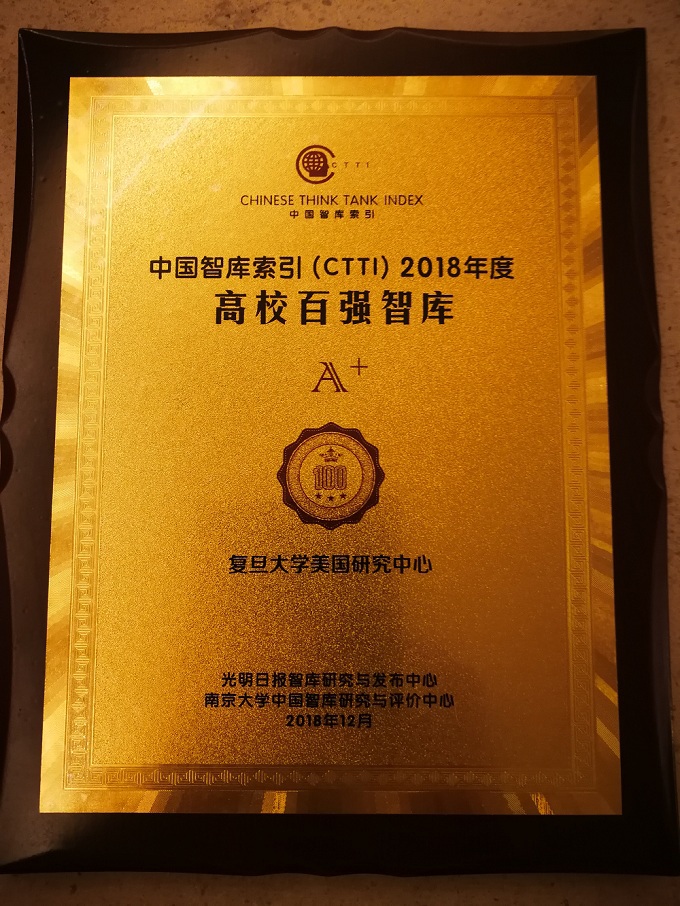 CTTI
CHINESE THINK TANK INDEX
中国智库索引
中国智库索引(CTTI)2018年度
高校百强智库
A+
100
复旦大学美国研究中心
光明日报智库研究与发布中心
南京大学中国智库研究与评价中心
2018年12月